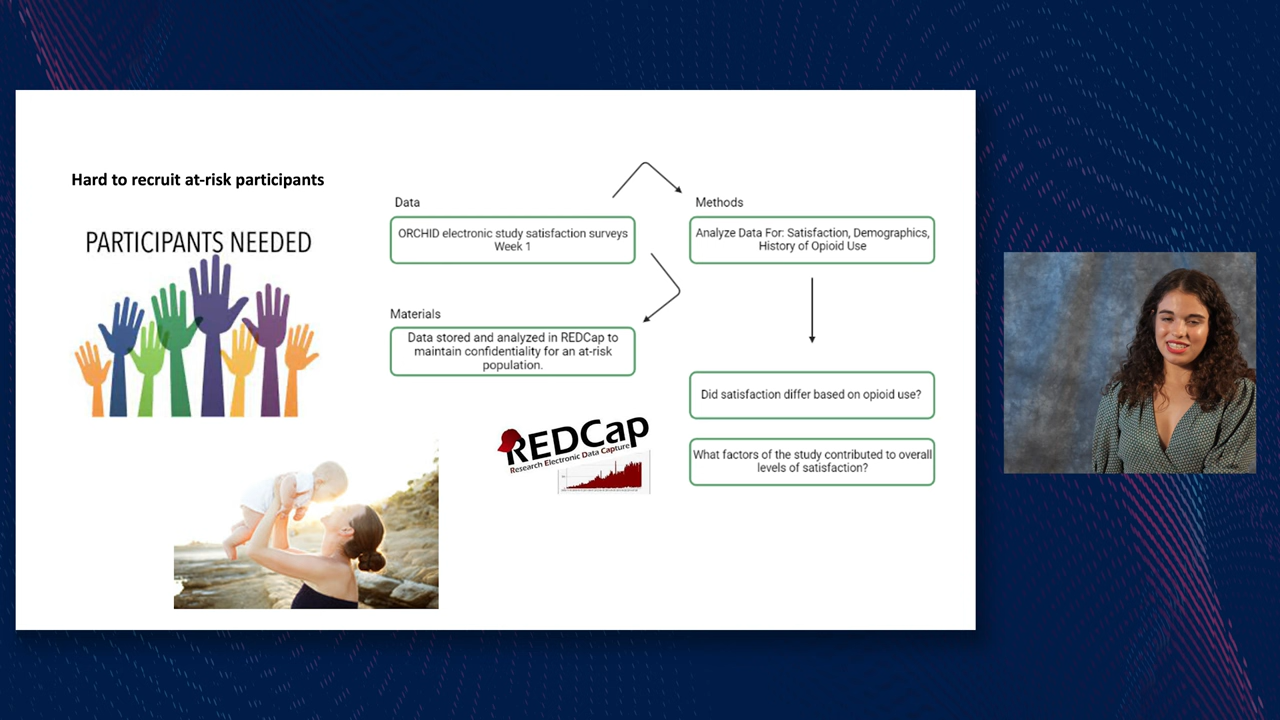 Hard to recruit at-risk participants
PARTICIPANTS NEEDED
Data
ORCHID electronic study satisfaction surveys
Week 1
Materials
Data stored and analyzed in REDCap to
maintain confidentiality for an at-risk
population.
REDCap
Research Electronic Data Capture
Methods
Analyze Data For: Satisfaction, Demographics,
History of Opioid Use
Did satisfaction differ based on opioid use?
What factors of the study contributed to overall
levels of satisfaction?